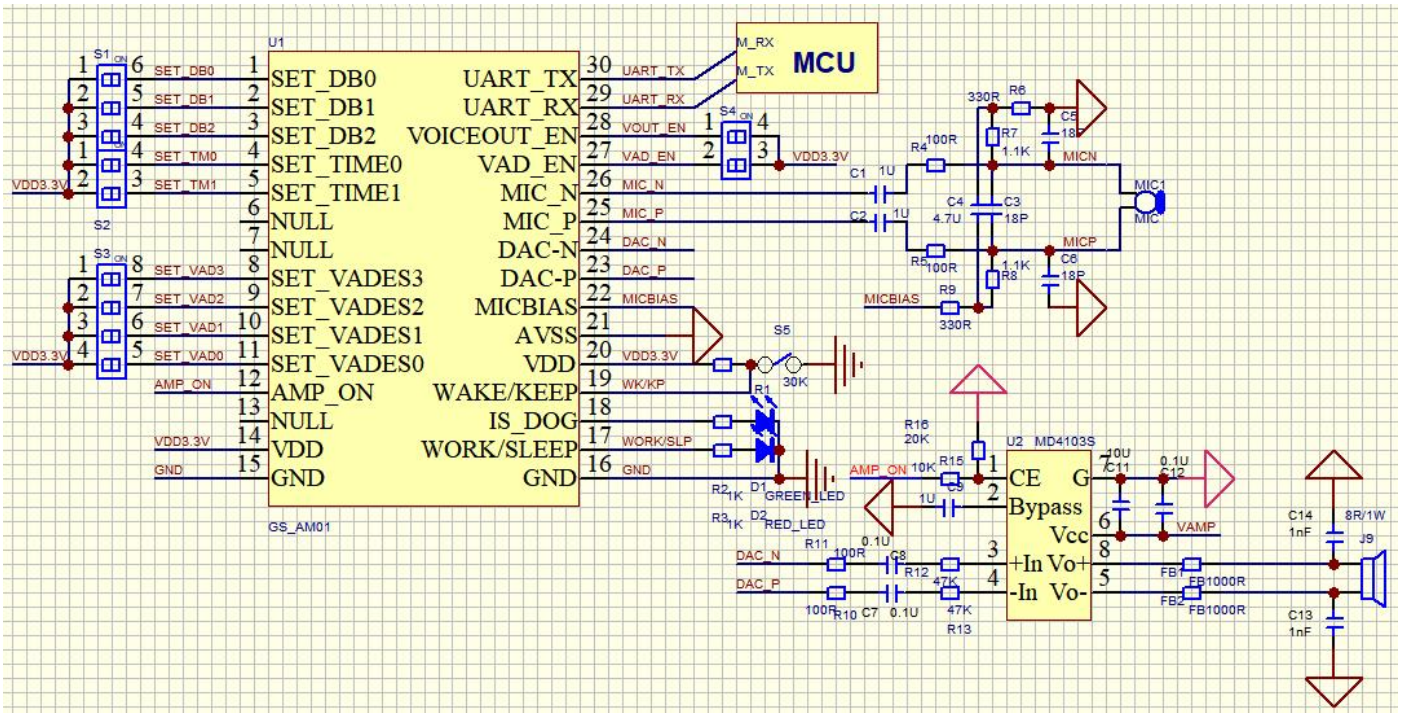 U1
S1
ON
1 6 SET_DB0 1 SET_DB0
2 5 SET_DB1 2 SET_DB1
3 4 SET_DB2 3 SET_DB2
ON
1 4 SET_TM0 4 SET_TIME0
VDD3.3V 2 3 SET_TM1 5 SET_TIME1
S2
6 NULL
7 NULL
S3
ON
1 8 SET_VAD3 8 SET_VADES3
2 7 SET_VAD2 9 SET_VADES2
3 6 SET_VAD1 10 SET_VADES1
VDD3.3V 4 5 SET_VAD0 11 SET_VADES0
AMP_ON 12 AMP_ON
13 NULL
VDD3.3V 14 VDD
GND 15 GND
GS_AM01
UART_TX 30 UART_TX
UART_RX 29 UART_RX
VOICEOUT_EN 28 VOUT_EN
VAD_EN 27 VAD_EN
MIC_N 26 MIC_N
MIC_P 25 MIC_P
DAC-N 24 DAC_N
DAC-P 23 DAC_P
MICBIAS 22 MICBIAS
AVSS 21
VDD 20 VDD3.3V
WAKE/KEEP 19 WK/KP
IS_DOG 18
WORK/SLEEP 17 WORK/SLP
GND 16 GND
M_RX
M_TX
MCU
S4
ON
1 4
2 3
VDD3.3V
S5
30K
R1
R2 1K D1 GREEN_LED
R3 1K D2 RED_LED
C1 1U
C2 1U
R4 100R
R5 100R
330R R6
R7
1.1K
C5
18P
MICN
C4
4.7U
C3
18P
MIC1
MIC
MICP
1.1K
R8
C6
18P
MICBIAS R9
330R
R16
20K
U2 MD4103S
AMP_ON 10K R15
1U C9
1 CE
2 Bypass
3 +In
4 -In
G 7
Vcc 6
Vo+ 8
Vo- 5
10U
C11
0.1U
C12
VAMP
DAC_N
R11
100R
0.1U
C8
R12
47K
DAC_P
100R
R10
C7 0.1U
47K
R13
FB1
FB1000R
FB2
FB1000R
C14
1nF
8R/1W
J9
C13
1nF